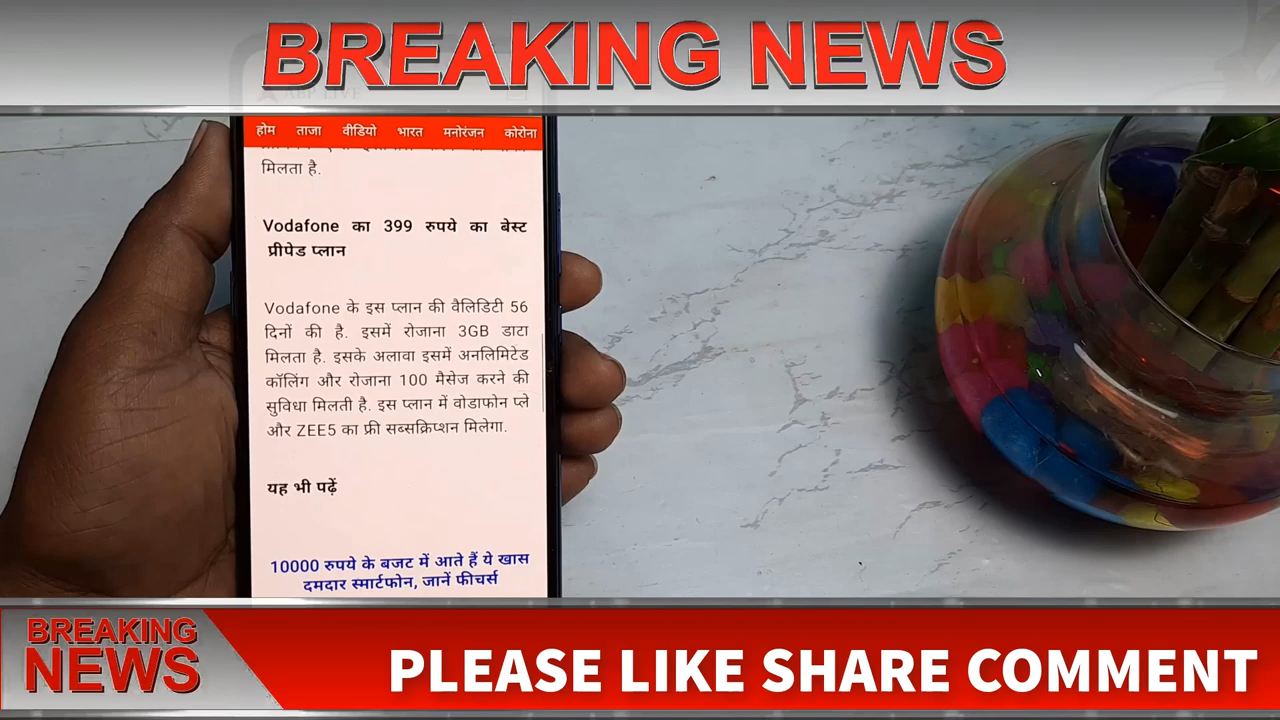 BREAKING NEWS
ABP LIVE
होम ताजा वीडियो भारत मनोरंजन कोरोना
मिलता है.
Vodafone का 399 रुपये का बेस्ट
प्रीपेड प्लान
Vodafone के इस प्लान की वैलिडिटी 56
दिनों की है. इसमें रोजाना 3GB डाटा
मिलता है. इसके अलावा इसमें अनलिमिटेड
कॉलिंग और रोजाना 100 मैसेज करने की
सुविधा मिलती है. इस प्लान में वोडाफोन प्ले
और ZEE5 का फ्री सब्सक्रिप्शन मिलेगा.
यह भी पढ़ें
10000 रुपये के बजट में आते हैं ये खास
दमदार स्मार्टफोन, जानें फीचर्स
BREAKING
NEWS
PLEASE LIKE SHARE COMMENT